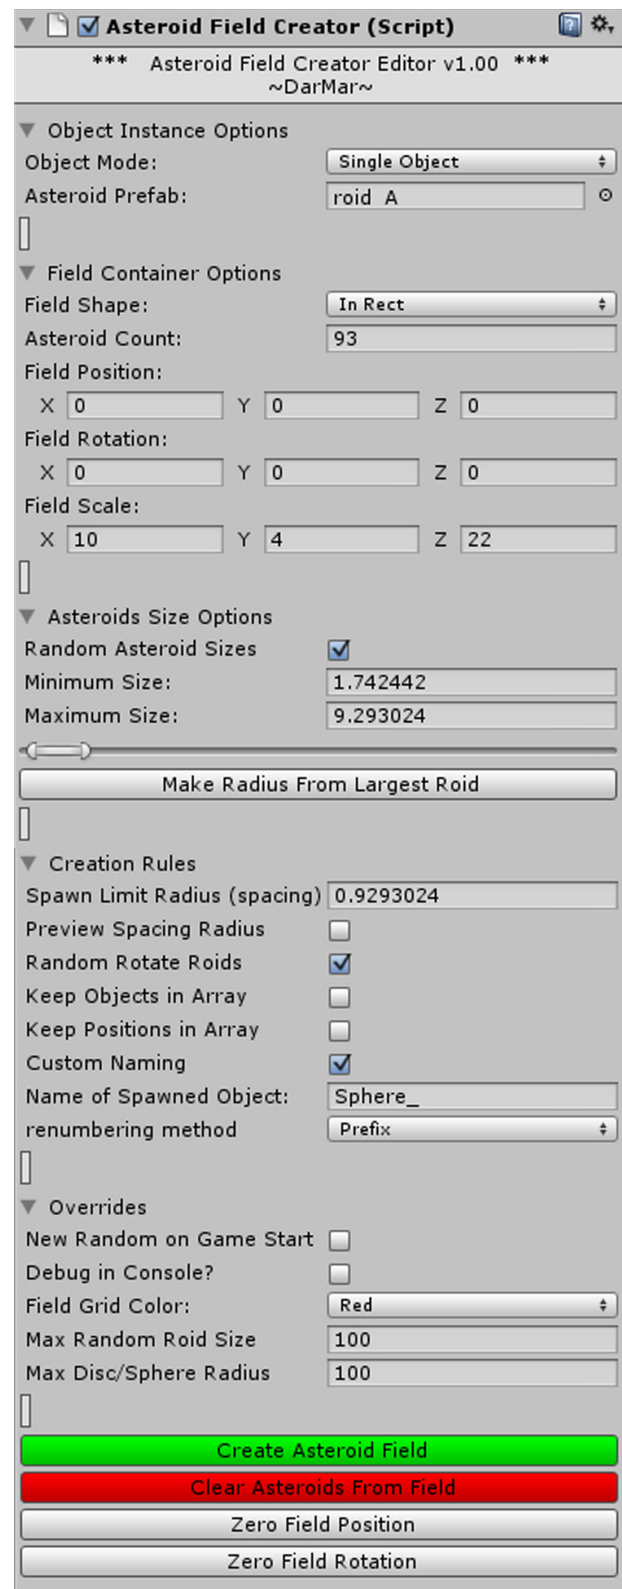 Asteroid Field Creator (Script)
*** Asteroid Field Creator Editor v1.00 ***
~DarMar~
Object Instance Options
Object Mode: Single Object
Asteroid Prefab: roid A
Field Container Options
Field Shape: In Rect
Asteroid Count: 93
Field Position:
X 0 Y 0 Z 0
Field Rotation:
X 0 Y 0 Z 0
Field Scale:
X 10 Y 4 Z 22
Asteroids Size Options
Random Asteroid Sizes
Minimum Size: 1.742442
Maximum Size: 9.293024
Make Radius From Largest Roid
Creation Rules
Spawn Limit Radius (spacing) 0.9293024
Preview Spacing Radius
Random Rotate Roids
Keep Objects in Array
Keep Positions in Array
Custom Naming
Name of Spawned Object: Sphere_
renumbering method Prefix
Overrides
New Random on Game Start
Debug in Console?
Field Grid Color: Red
Max Random Roid Size 100
Max Disc/Sphere Radius 100
Create Asteroid Field
Clear Asteroids From Field
Zero Field Position
Zero Field Rotation